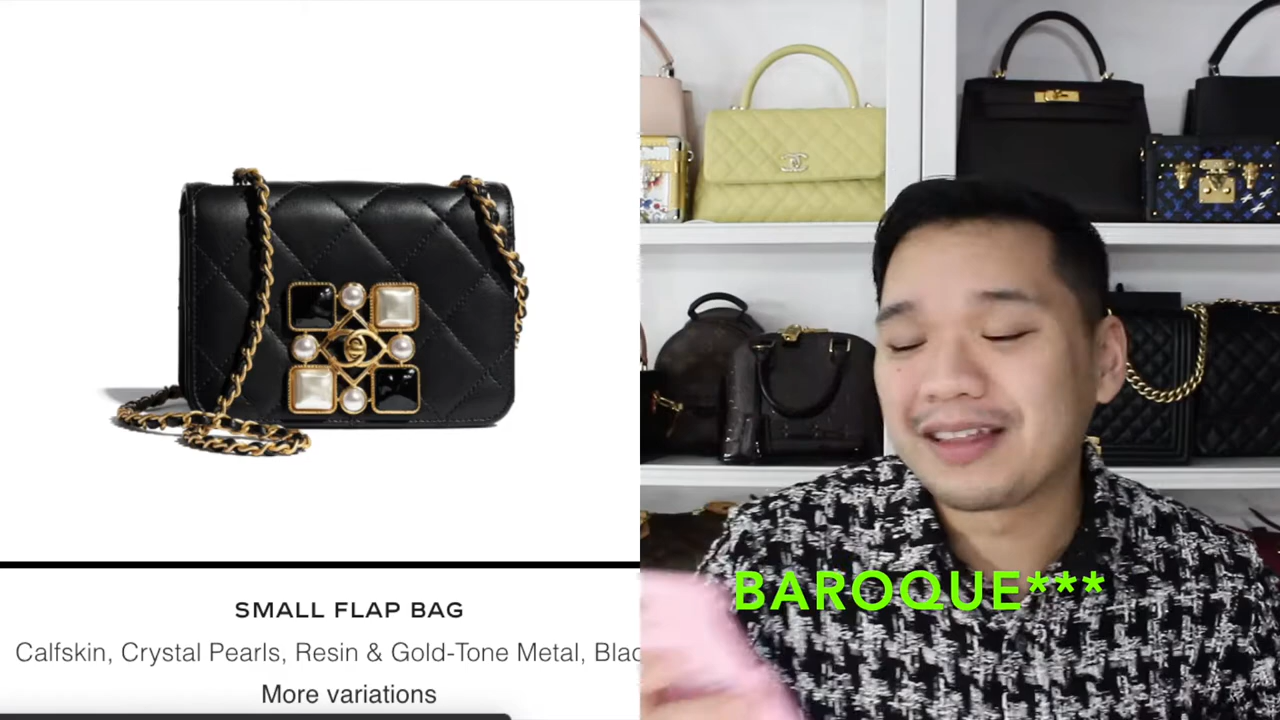 SMALL FLAP BAG
Calfskin, Crystal Pearls, Resin & Gold-Tone Metal, Blac
More variations
BAROQUE***